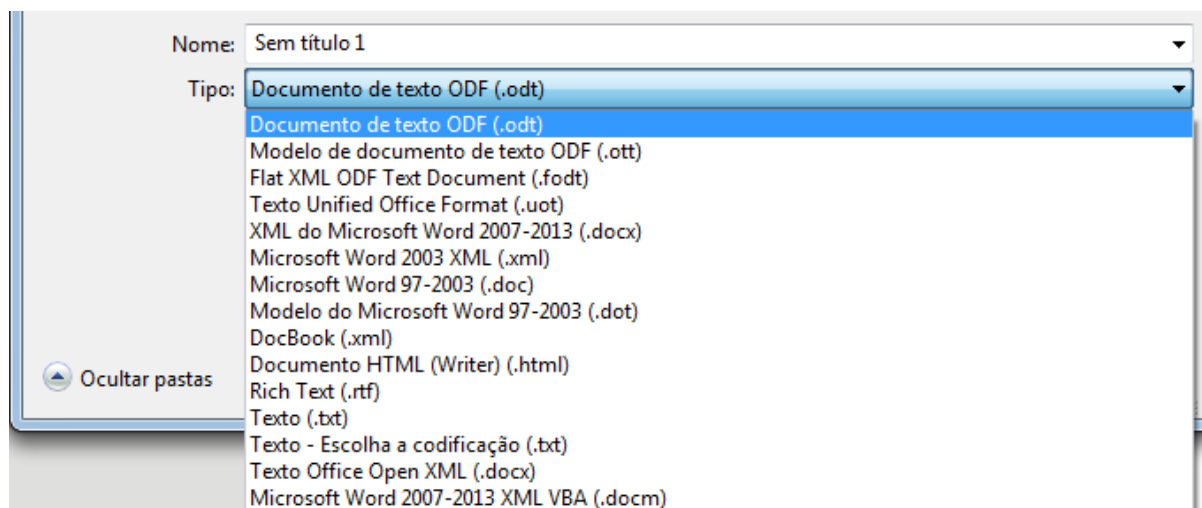 Nome: Sem título 1
Tipo: Documento de texto ODF (.odt)
Documento de texto ODF (.odt)
Modelo de documento de texto ODF (.ott)
Flat XML ODF Text Document (.fodt)
Texto Unified Office Format (.uot)
XML do Microsoft Word 2007-2013 (.docx)
Microsoft Word 2003 XML (.xml)
Microsoft Word 97-2003 (.doc)
Modelo do Microsoft Word 97-2003 (.dot)
DocBook (.xml)
Documento HTML (Writer) (.html)
Ocultar pastas
Rich Text (.rtf)
Texto (.txt)
Texto - Escolha a codificação (.txt)
Texto Office Open XML (.docx)
Microsoft Word 2007-2013 XML VBA (.docm)